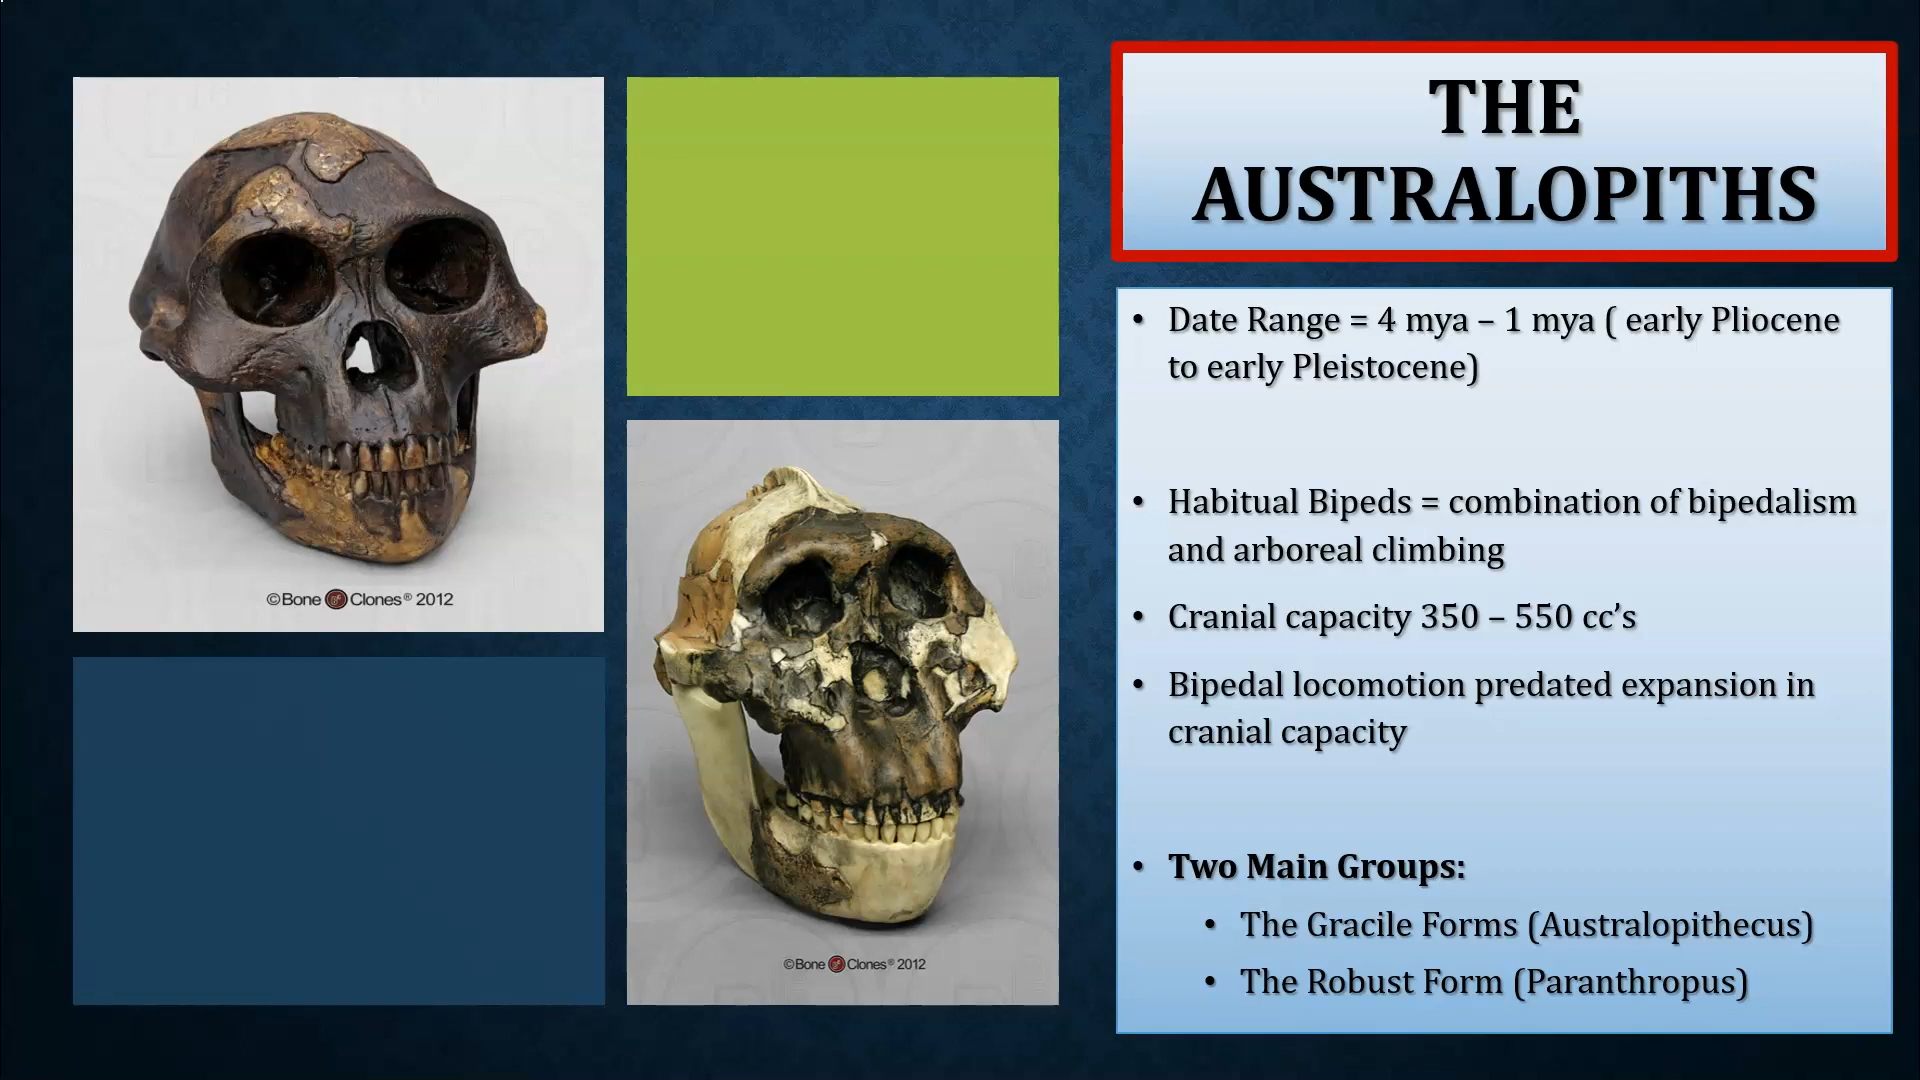 THE
AUSTRALOPITHS
• Date Range = 4 mya – 1 mya ( early Pliocene
to early Pleistocene)
• Habitual Bipeds = combination of bipedalism
and arboreal climbing
• Cranial capacity 350 – 550 cc’s
• Bipedal locomotion predated expansion in
cranial capacity
• Two Main Groups:
• The Gracile Forms (Australopithecus)
• The Robust Form (Paranthropus)
©Bone Clones® 2012
©Bone Clones® 2012